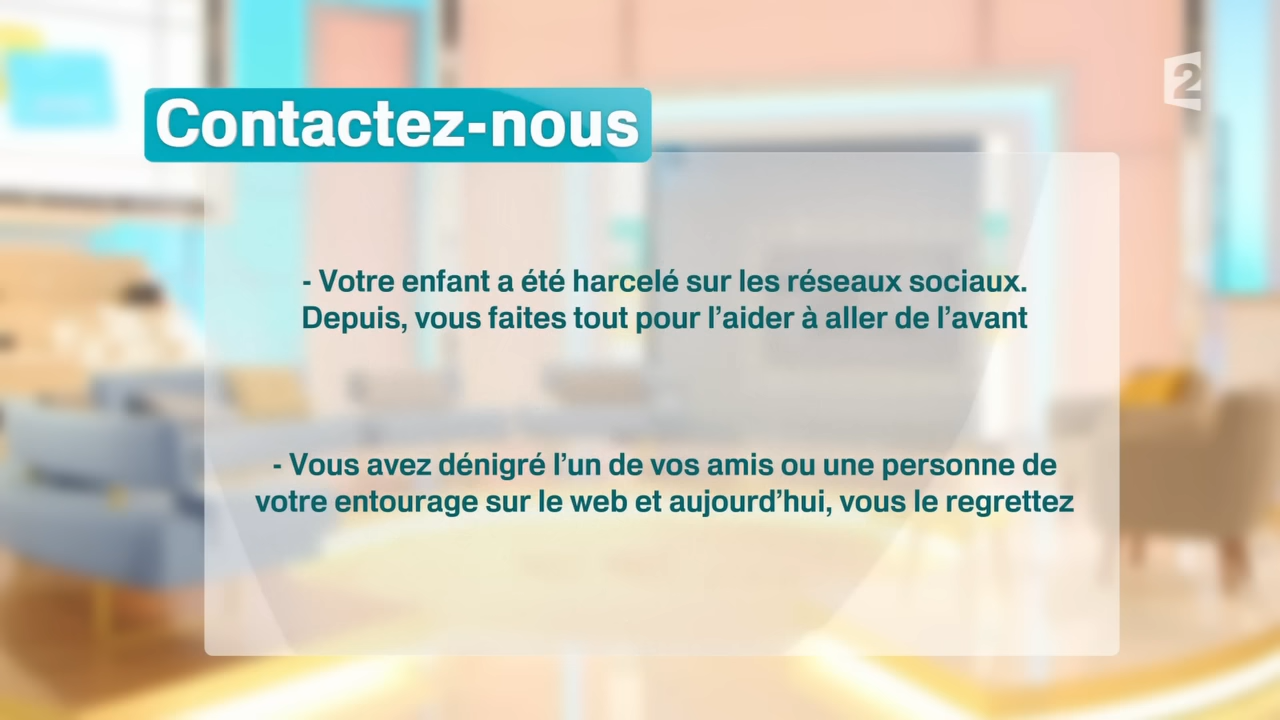 2
Contactez-nous
- Votre enfant a été harcelé sur les réseaux sociaux.
Depuis, vous faites tout pour l’aider à aller de l’avant
- Vous avez dénigré l’un de vos amis ou une personne de
votre entourage sur le web et aujourd’hui, vous le regrettez